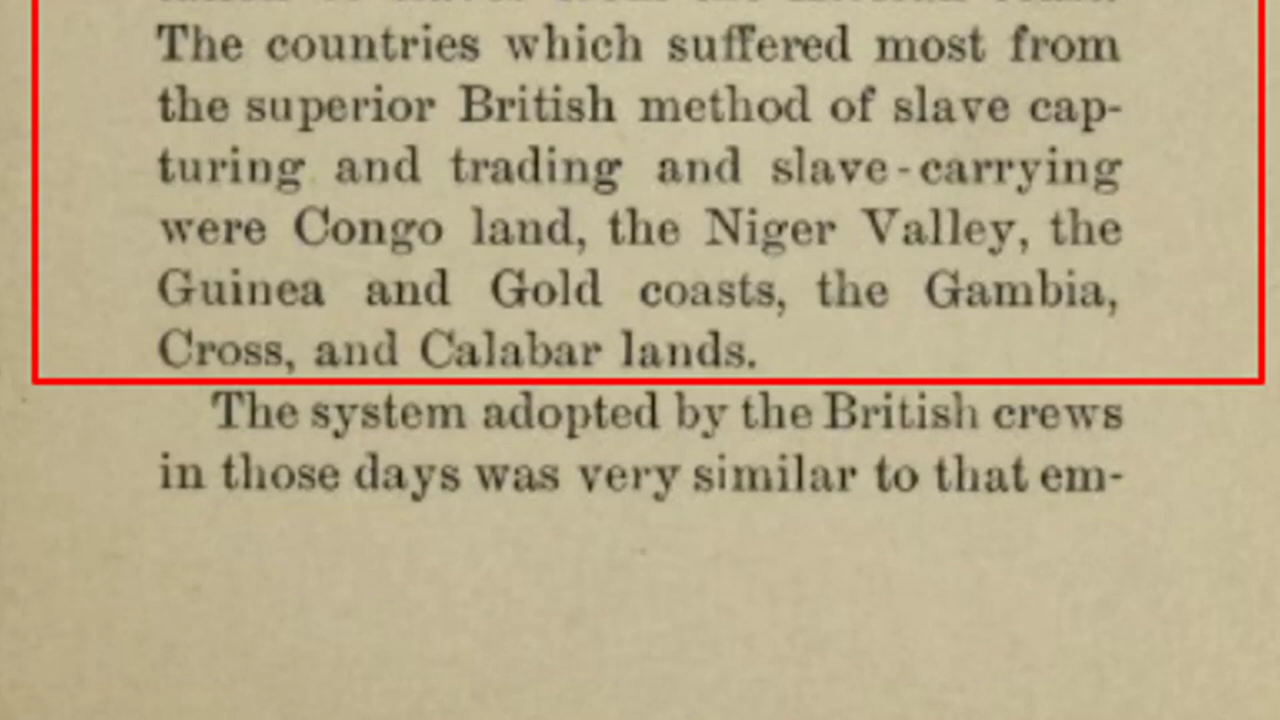 The countries which suffered most from
the superior British method of slave cap-
turing and trading and slave-carrying
were Congo land, the Niger Valley, the
Guinea and Gold coasts, the Gambia,
Cross, and Calabar lands.
The system adopted by the British crews
in those days was very similar to that em-